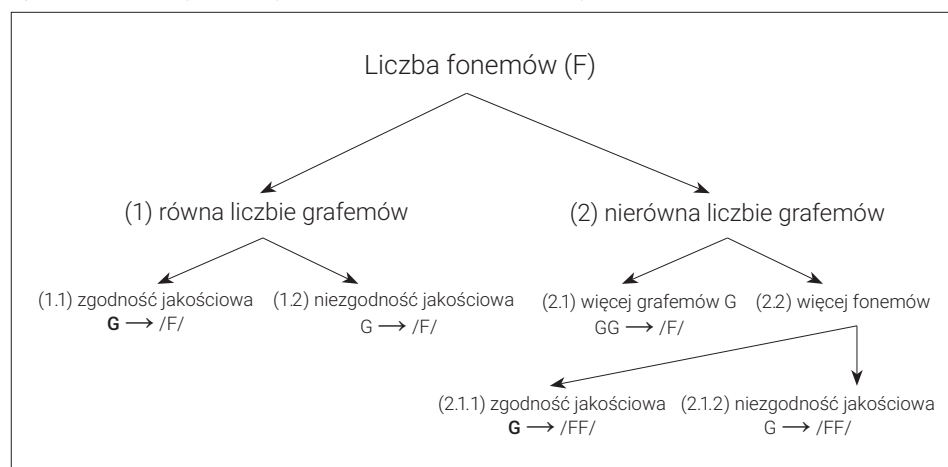 Liczba fonemów (F)
(1) równa liczbie grafemów
(2) nierówna liczbie grafemów
(1.1) zgodność jakościowa
G → /F/
(1.2) niezgodność jakościowa
G → /F/
(2.1) więcej grafemów G
GG → /F/
(2.2) więcej fonemów
(2.1.1) zgodność jakościowa
G → /FF/
(2.1.2) niezgodność jakościowa
G → /FF/